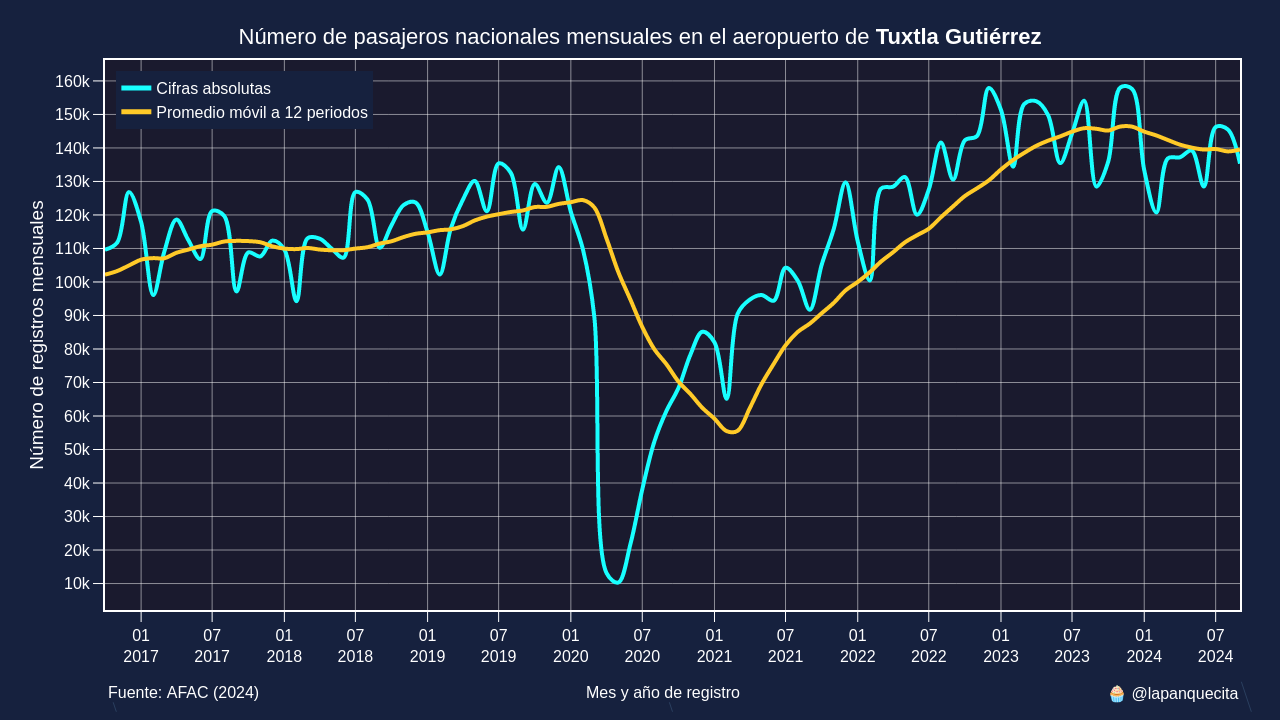 Número de pasajeros nacionales mensuales en el aeropuerto de Tuxtla Gutiérrez
Cifras absolutas
Promedio móvil a 12 periodos
Número de registros mensuales
160k
150k
140k
130k
120k
110k
100k
90k
80k
70k
60k
50k
40k
30k
20k
10k
01 07 01 07 01 07 01 07 01 07 01 07 01 07 01 07
2017 2017 2018 2018 2019 2019 2020 2020 2021 2021 2022 2022 2023 2023 2024 2024
Fuente: AFAC (2024) Mes y año de registro 🧁 @lapanquecita